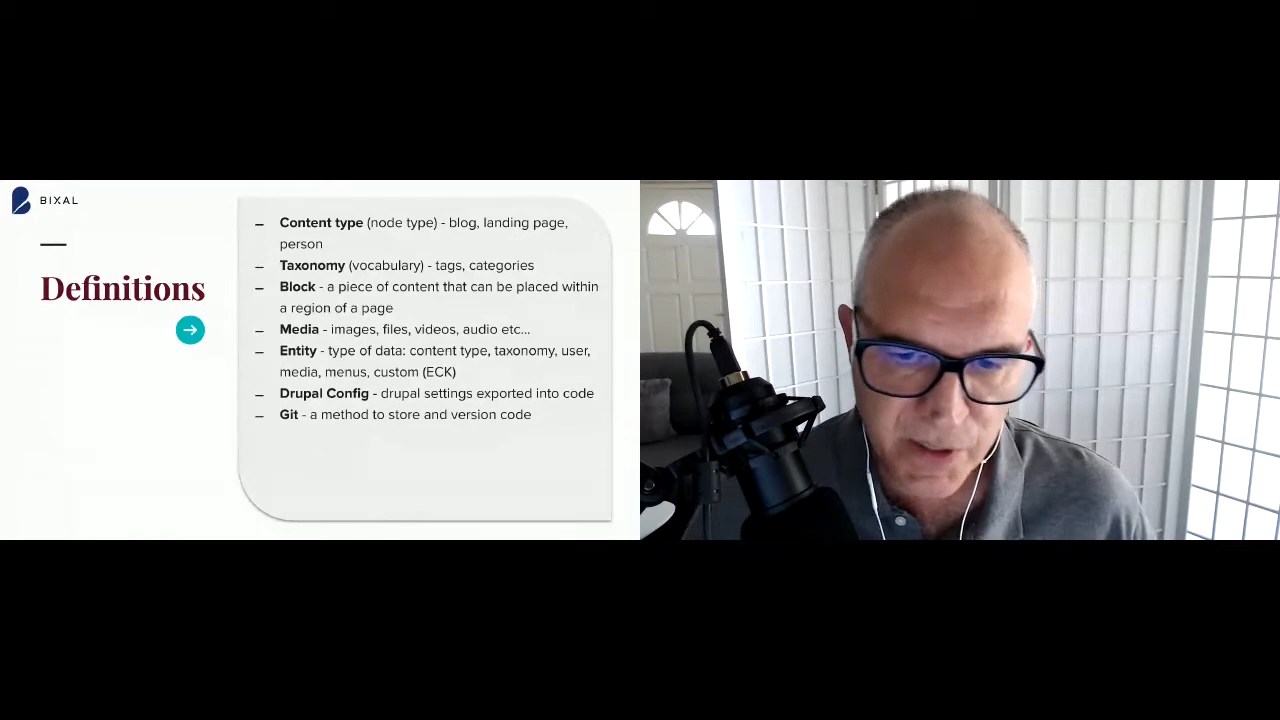 BIXAL
Definitions
– Content type (node type) - blog, landing page,
person
– Taxonomy (vocabulary) - tags, categories
– Block - a piece of content that can be placed within
a region of a page
– Media - images, files, videos, audio etc...
– Entity - type of data: content type, taxonomy, user,
media, menus, custom (ECK)
– Drupal Config - drupal settings exported into code
– Git - a method to store and version code